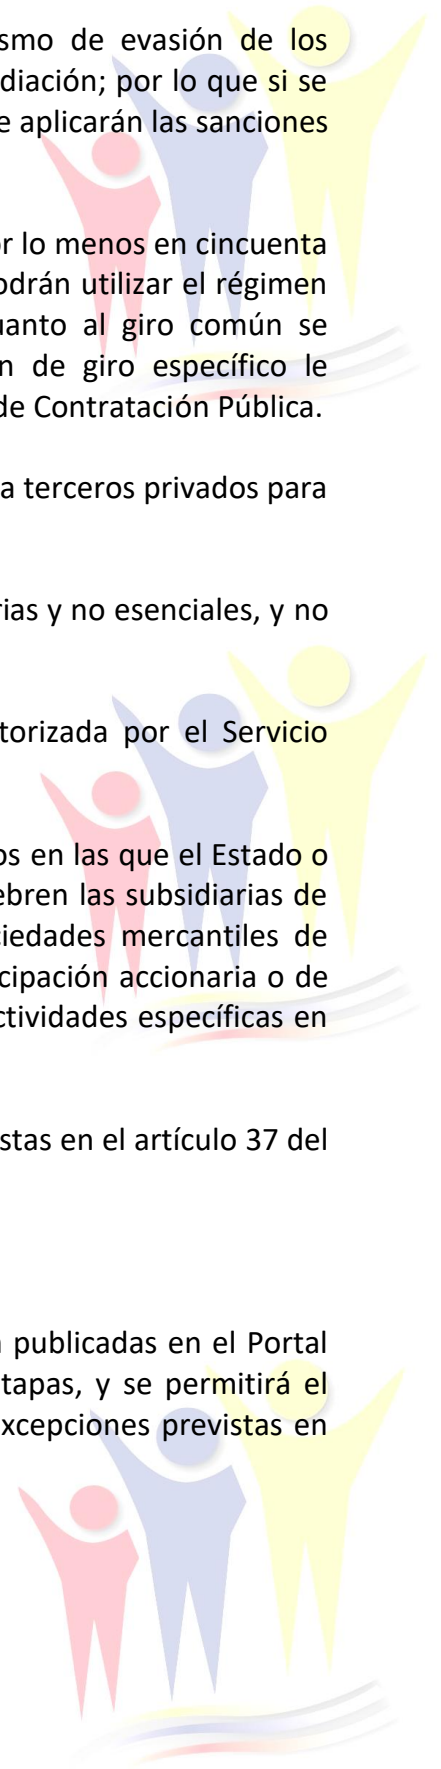 smo de evasión de los
diación; por lo que si se
e aplicarán las sanciones
r lo menos en cincuenta
odrán utilizar el régimen
uanto al giro común se
n de giro específico le
de Contratación Pública.
a terceros privados para
rias y no esenciales, y no
torizada por el Servicio
os en las que el Estado o
ebren las subsidiarias de
ciedades mercantiles de
cipación accionaria o de
ctividades específicas en
stas en el artículo 37 del
n publicadas en el Portal
tapas, y se permitirá el
xcepciones previstas en